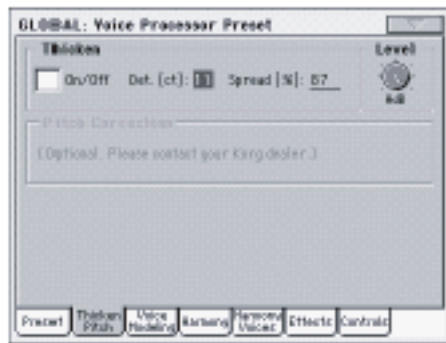 GLOBAL: Voice Processor Preset
Thicken
Level
On/Off Det. (ct): Spread [%]: 87
Pitch Correction
(Optional. Please contact your Korg dealer.)
Preset Thicken Pitch Voice Modeling Harmony Harmony Voices Effects Controls